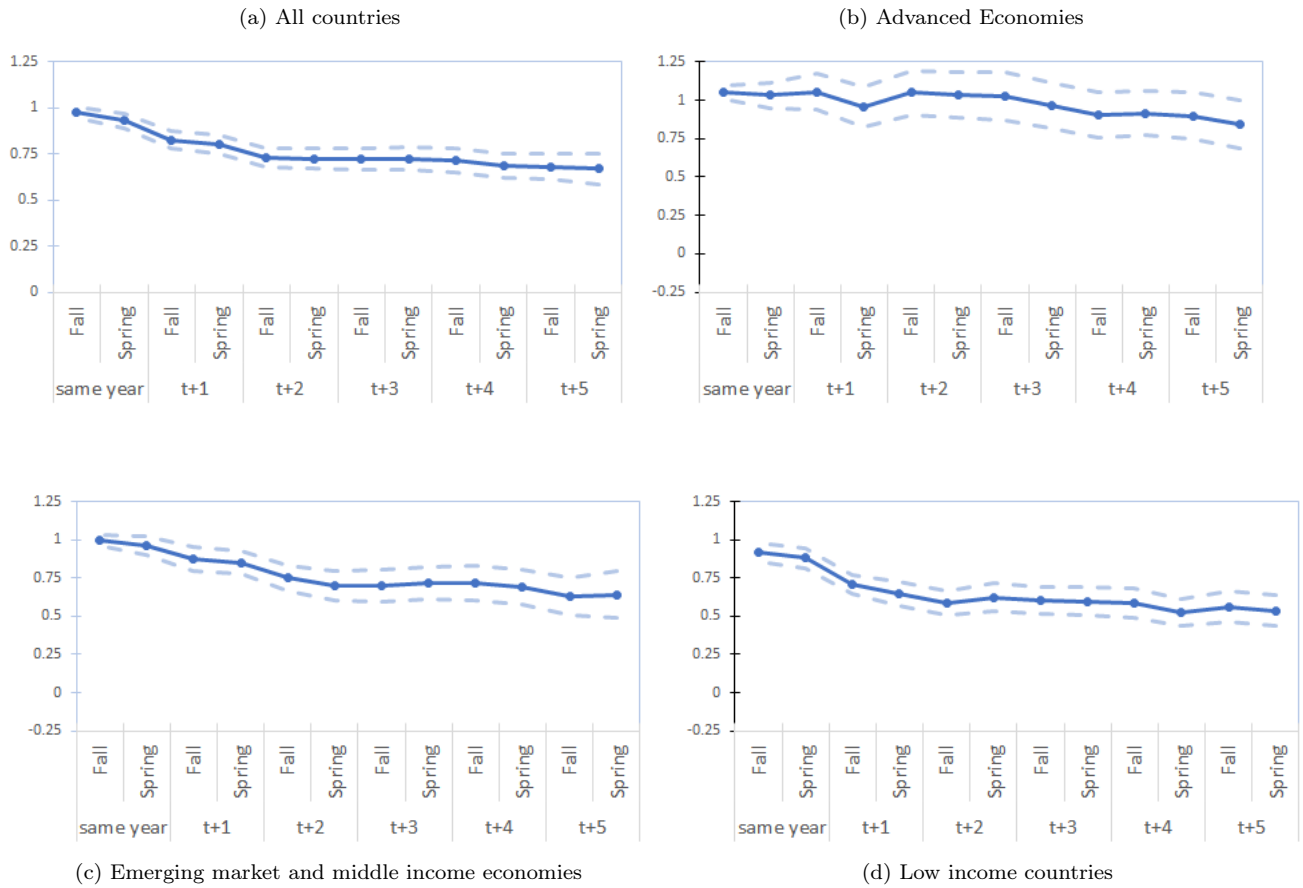 (a) All countries
(b) Advanced Economies
1.25
1
0.75
0.5
0.25
0
Fall Spring Fall Spring Fall Spring Fall Spring Fall Spring Fall Spring
same year t+1 t+2 t+3 t+4 t+5
1.25
1
0.75
0.5
0.25
0
-0.25
Fall Spring Fall Spring Fall Spring Fall Spring Fall Spring Fall Spring
same year t+1 t+2 t+3 t+4 t+5
1.25
1
0.75
0.5
0.25
0
-0.25
Fall Spring Fall Spring Fall Spring Fall Spring Fall Spring Fall Spring
same year t+1 t+2 t+3 t+4 t+5
1.25
1
0.75
0.5
0.25
0
-0.25
Fall Spring Fall Spring Fall Spring Fall Spring Fall Spring Fall Spring
same year t+1 t+2 t+3 t+4 t+5
(c) Emerging market and middle income economies
(d) Low income countries